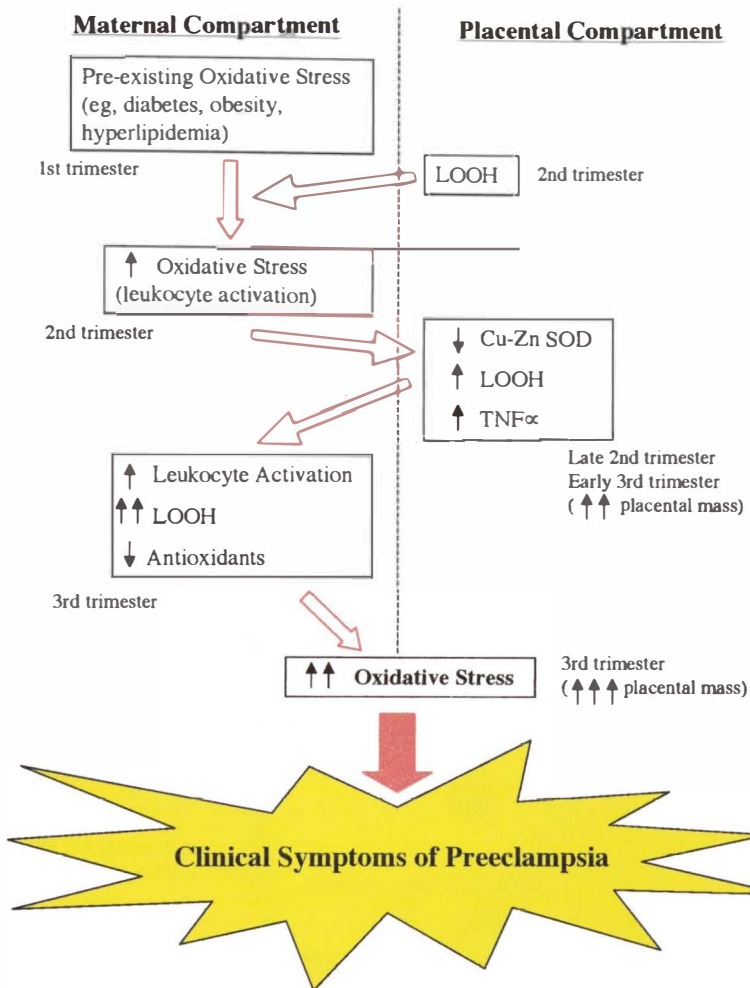 Maternal Compartment
Placental Compartment
Pre-existing Oxidative Stress
(eg, diabetes, obesity,
hyperlipidemia)
1st trimester
LOOH
2nd trimester
↑ Oxidative Stress
(leukocyte activation)
2nd trimester
↓ Cu-Zn SOD
↑ LOOH
↑ TNF∝
Late 2nd trimester
Early 3rd trimester
(↑↑ placental mass)
↑ Leukocyte Activation
↑↑ LOOH
↓ Antioxidants
3rd trimester
↑↑ Oxidative Stress
3rd trimester
(↑↑↑ placental mass)
Clinical Symptoms of Preeclampsia